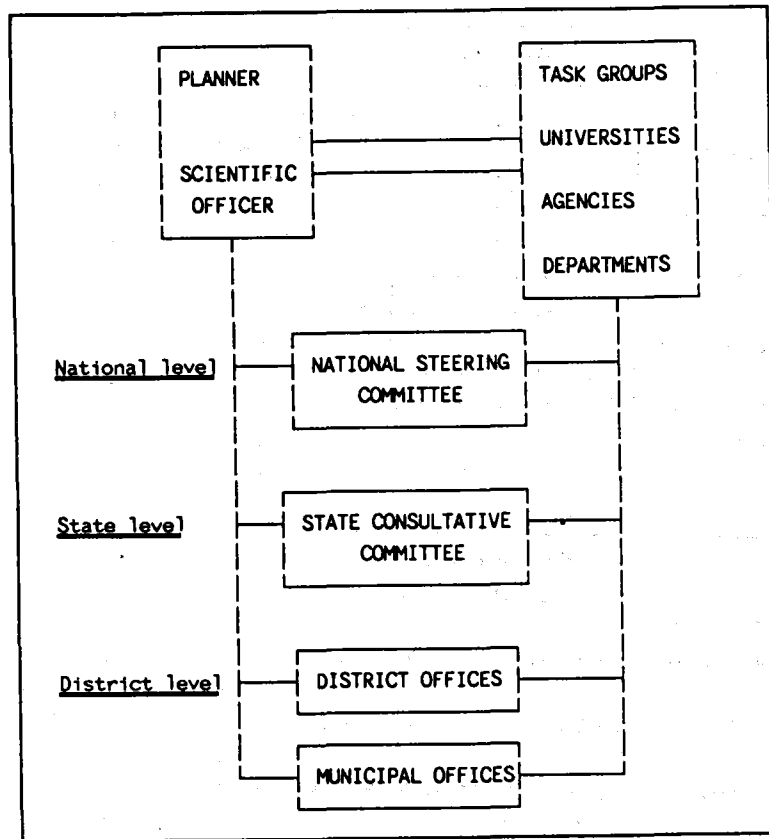 PLANNER
SCIENTIFIC
OFFICER
TASK GROUPS
UNIVERSITIES
AGENCIES
DEPARTMENTS
National level
NATIONAL STEERING
COMMITTEE
State level
STATE CONSULTATIVE
COMMITTEE
District level
DISTRICT OFFICES
MUNICIPAL OFFICES